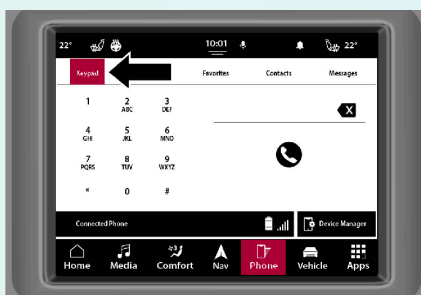 22° 10:01 22°
Keypad Favorites Contacts Messages
1 2 3
ABC DEF
X
4 5 6
GHI JKL MNO
7 8 9
PQRS TUV WXYZ
* 0 #
Connected Phone Device Manager
Home Media Comfort Nav Phone Vehicle Apps